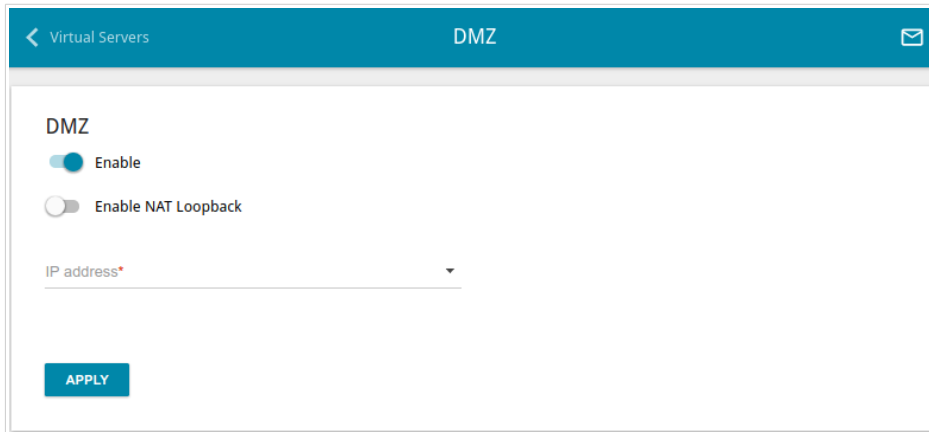 Virtual Servers
DMZ
DMZ
Enable
Enable NAT Loopback
IP address*
APPLY